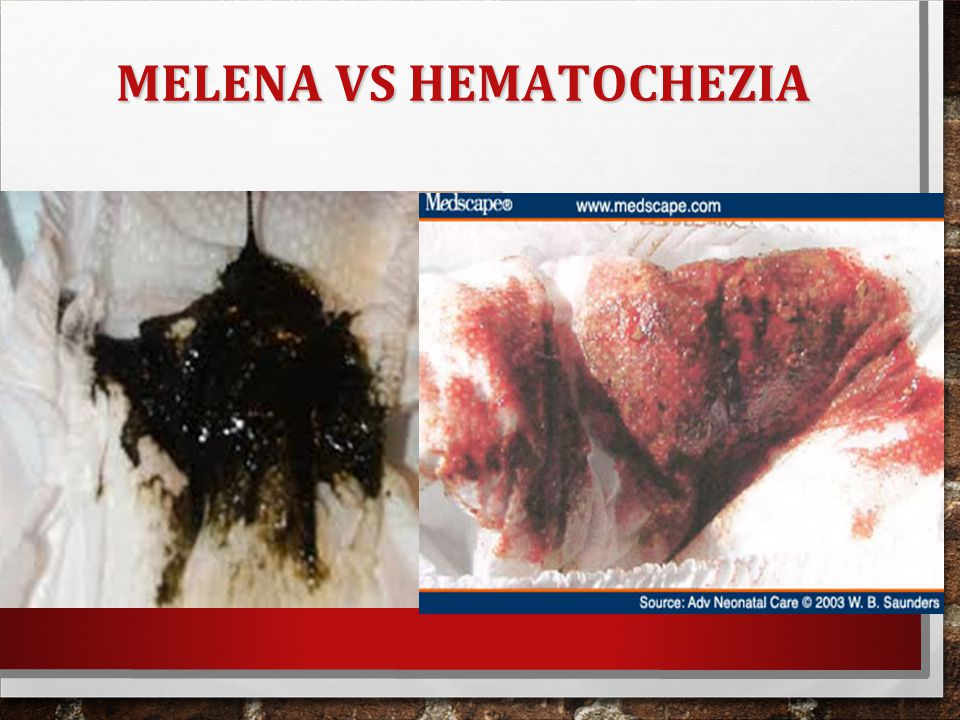 MELENA VS HEMATOCHEZIA
Medscape® www.medscape.com
Source: Adv Neonatal Care © 2003 W. B. Saunders